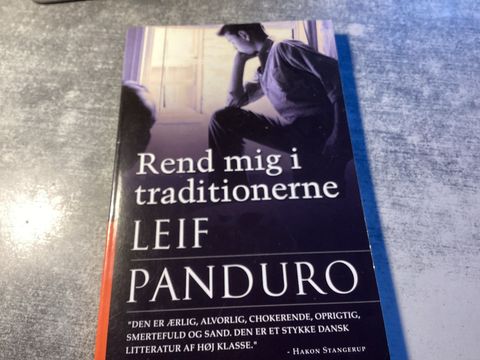 Rend mig i
traditionerne
LEIF
PANDURO
"DEN ER ÆRLIG, ALVORLIG, CHOKERENDE, OPRIGTIG,
SMERTEFULD OG SAND. DEN ER ET STYKKE DANSK
LITTERATUR AF HØJ KLASSE."
- HAKON STANGERUP